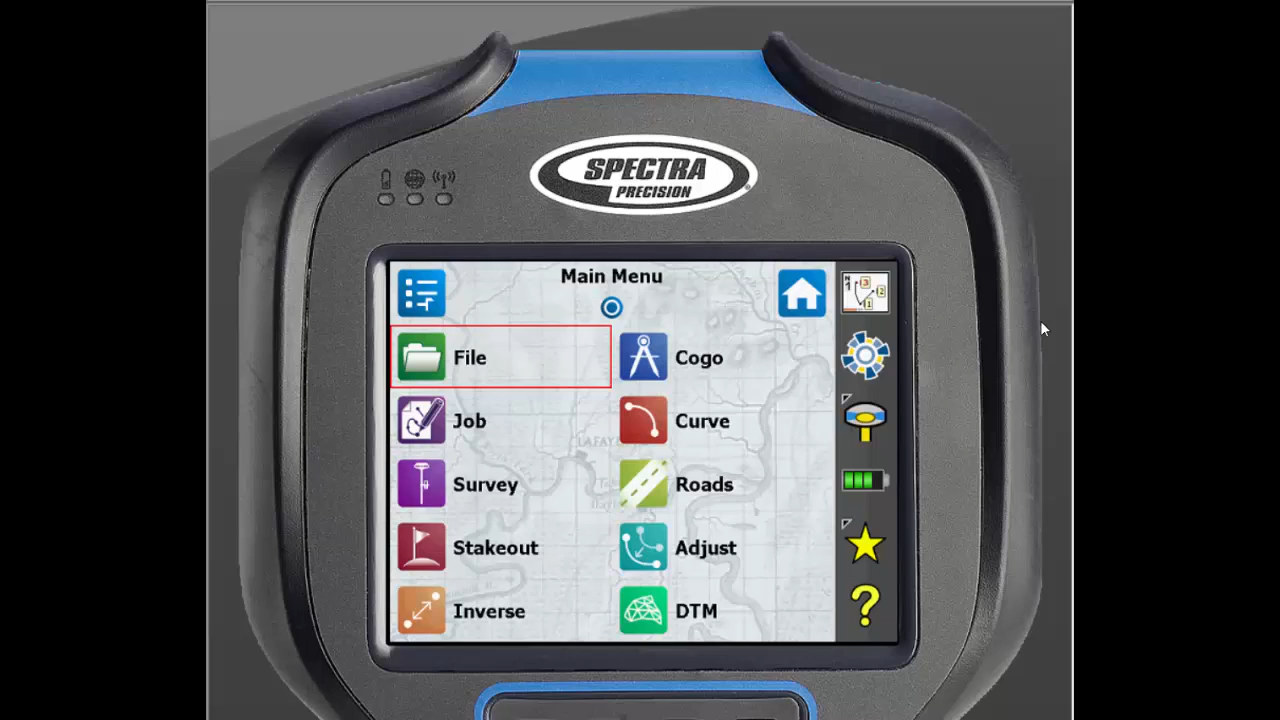 SPECTRA
PRECISION
Main Menu
File
Cogo
Job
Curve
Survey
Roads
Stakeout
Adjust
Inverse
DTM